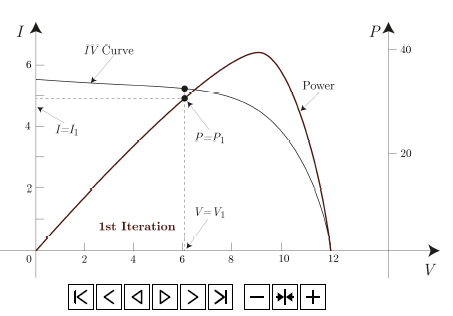 I
P
IV Curve
40
6
Power
I=I₁
4
P=P₁
20
2
V=V₁
1st Iteration
0
2
4
6
8
10
12
V